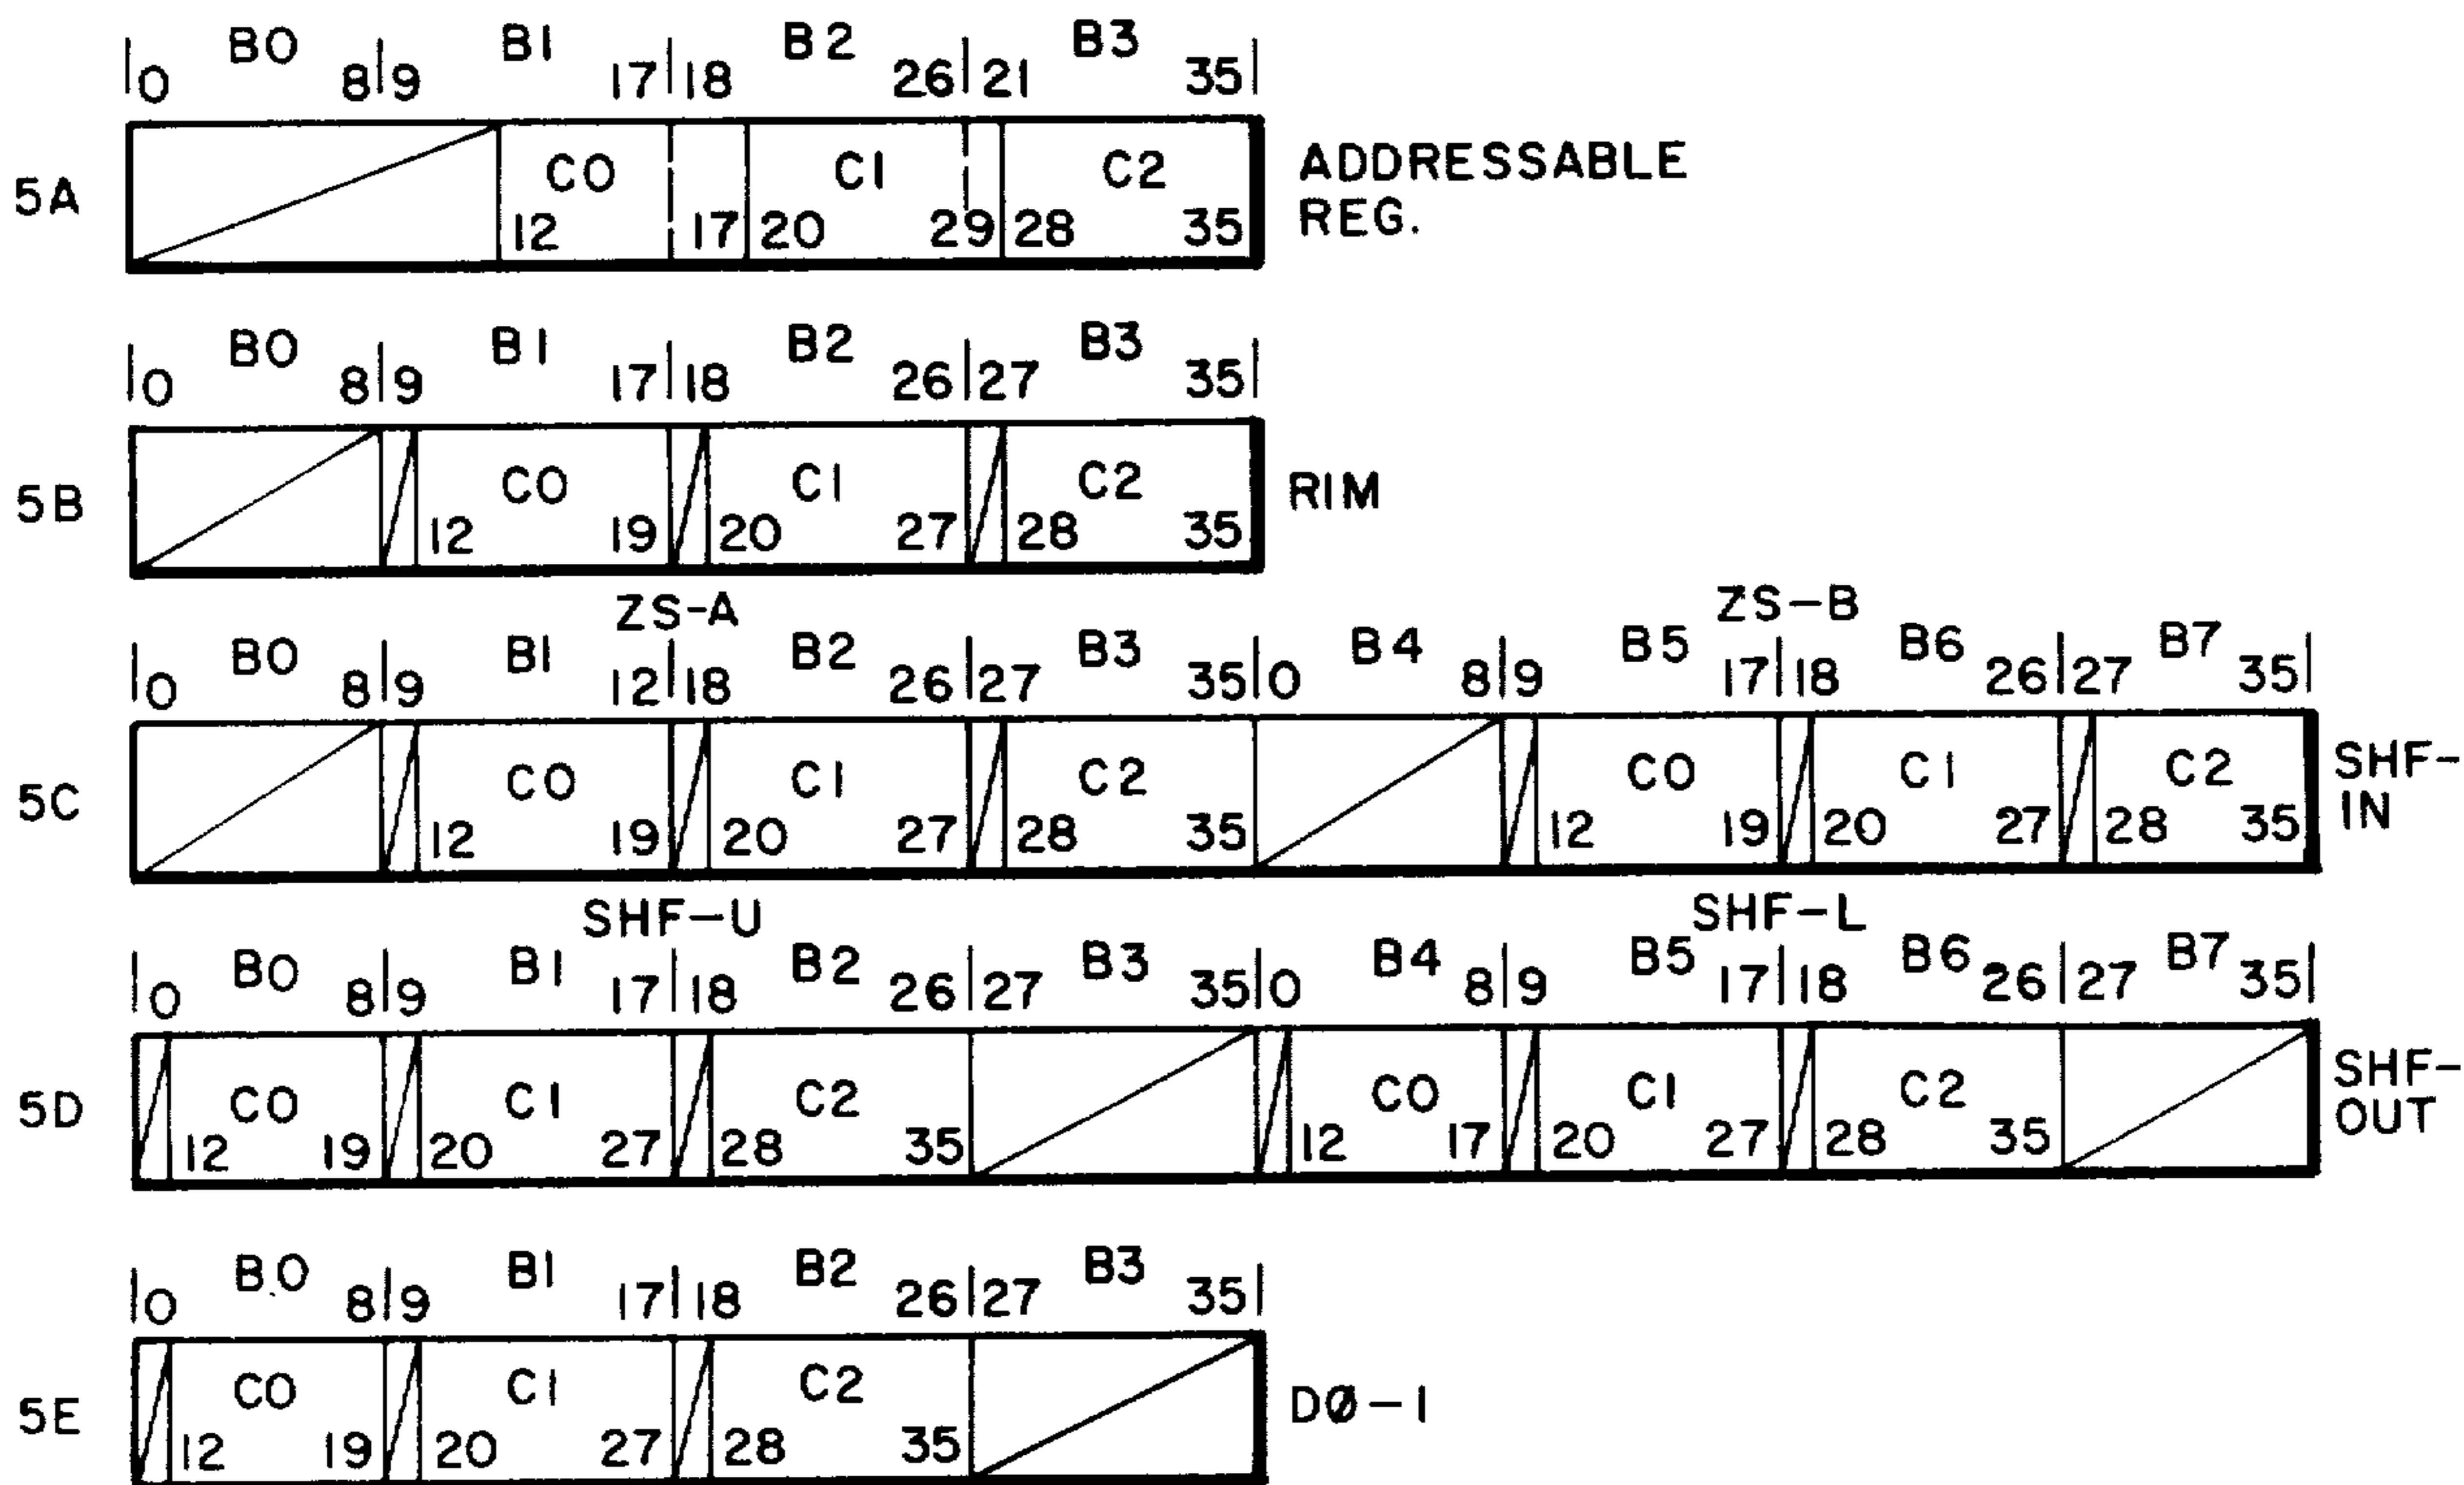 B0 B1 B2 B3
0 8 9 17 18 26 21 35
5A C0 C1 C2 ADDRESSABLE
12 17 20 29 28 35 REG.
B0 B1 B2 B3
0 8 9 17 18 26 27 35
5B C0 C1 C2 RIM
12 19 20 27 28 35
ZS-A ZS-B
B0 B1 B2 B3 B4 B5 B6 B7
0 8 9 12 18 26 27 35 0 8 9 17 18 26 27 35
5C C0 C1 C2 C0 C1 C2 SHF-
12 19 20 27 28 35 12 19 20 27 28 35 IN
SHF-U SHF-L
B0 B1 B2 B3 B4 B5 B6 B7
0 8 9 17 18 26 27 35 0 8 9 17 18 26 27 35
5D C0 C1 C2 C0 C1 C2 SHF-
12 19 20 27 28 35 12 17 20 27 28 35 OUT
B0 B1 B2 B3
0 8 9 17 18 26 27 35
5E C0 C1 C2 DØ-1
12 19 20 27 28 35